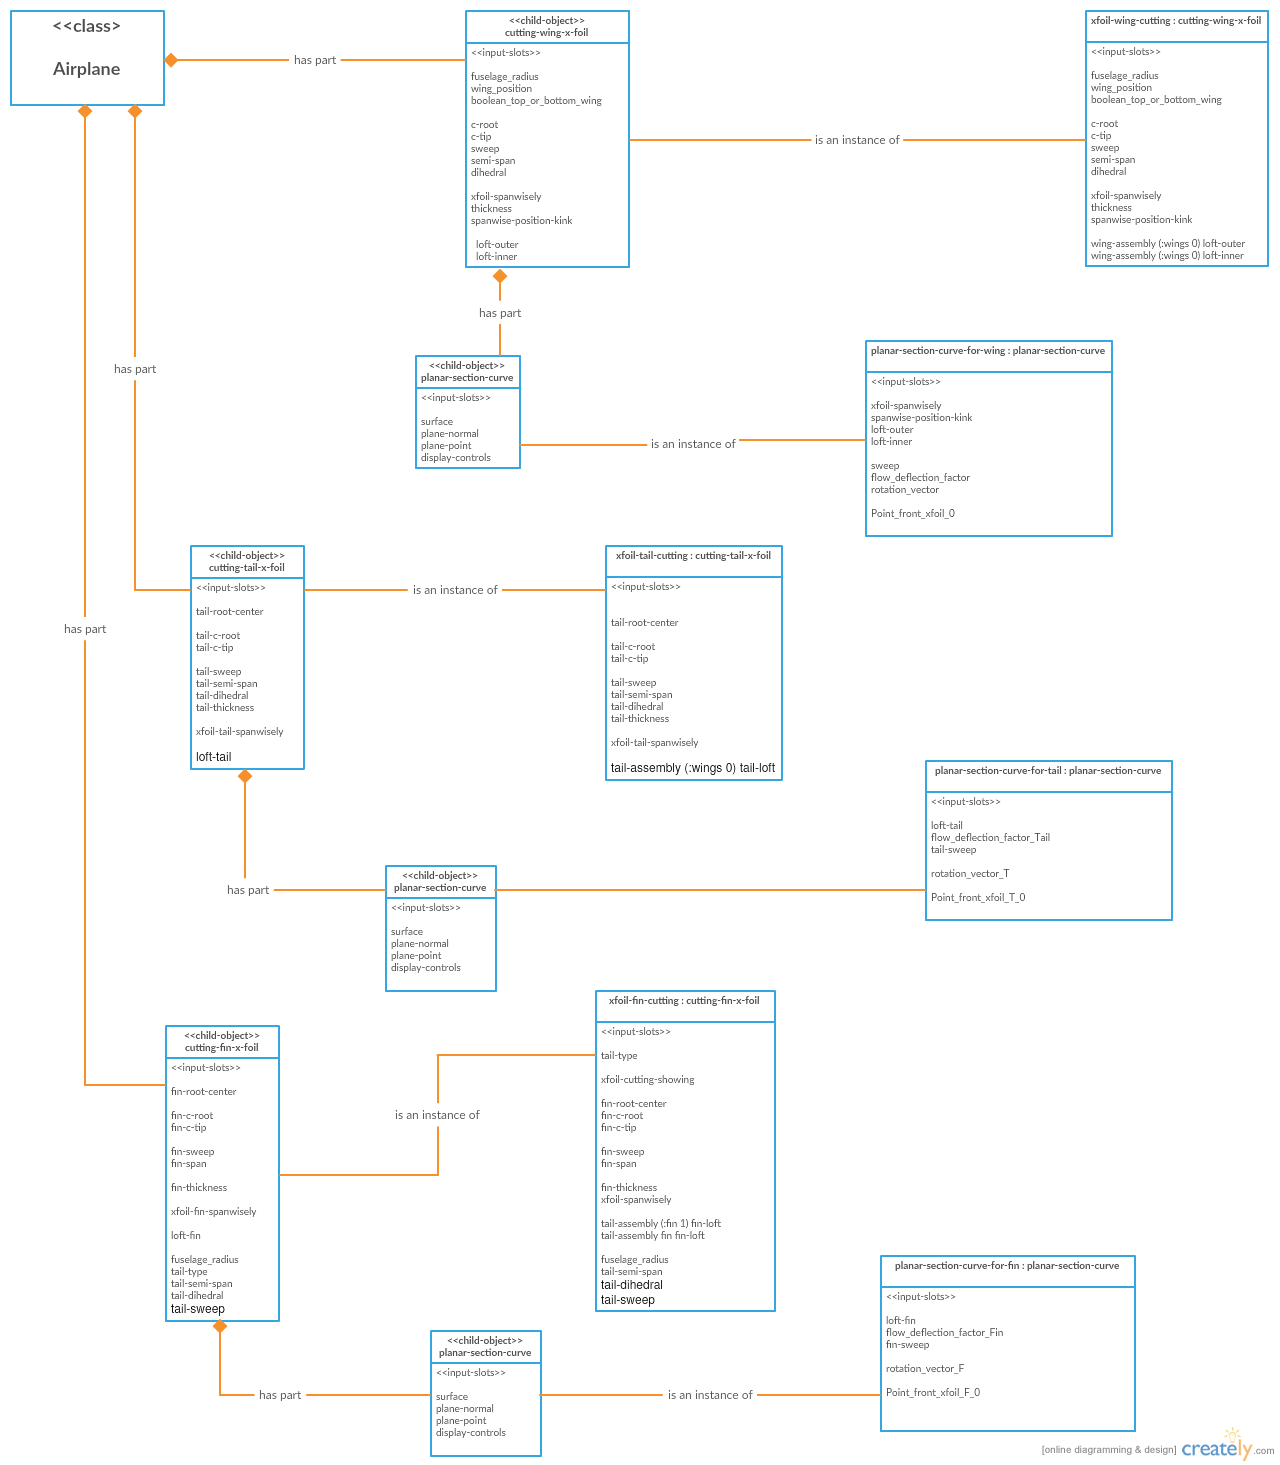 <<class>>
Airplane
has part
<<child-object>>
cutting-wing-x-foil
<<input-slots>>
fuselage_radius
wing_position
boolean_top_or_bottom_wing
c-root
c-tip
sweep
semi-span
dihedral
xfoil-spanwisely
thickness
spanwise-position-kink
loft-outer
loft-inner
is an instance of
xfoil-wing-cutting : cutting-wing-x-foil
<<input-slots>>
fuselage_radius
wing_position
boolean_top_or_bottom_wing
c-root
c-tip
sweep
semi-span
dihedral
xfoil-spanwisely
thickness
spanwise-position-kink
wing-assembly (:wings 0) loft-outer
wing-assembly (:wings 0) loft-inner
has part
has part
<<child-object>>
planar-section-curve
<<input-slots>>
surface
plane-normal
plane-point
display-controls
is an instance of
planar-section-curve-for-wing : planar-section-curve
<<input-slots>>
xfoil-spanwisely
spanwise-position-kink
loft-outer
loft-inner
sweep
flow_deflection_factor
rotation_vector
Point_front_xfoil_0
has part
<<child-object>>
cutting-tail-x-foil
<<input-slots>>
tail-root-center
tail-c-root
tail-c-tip
tail-sweep
tail-semi-span
tail-dihedral
tail-thickness
xfoil-tail-spanwisely
loft-tail
is an instance of
xfoil-tail-cutting : cutting-tail-x-foil
<<input-slots>>
tail-root-center
tail-c-root
tail-c-tip
tail-sweep
tail-semi-span
tail-dihedral
tail-thickness
xfoil-tail-spanwisely
tail-assembly (:wings 0) tail-loft
has part
<<child-object>>
planar-section-curve
<<input-slots>>
surface
plane-normal
plane-point
display-controls
planar-section-curve-for-tail : planar-section-curve
<<input-slots>>
loft-tail
flow_deflection_factor_Tail
tail-sweep
rotation_vector_T
Point_front_xfoil_T_0
<<child-object>>
cutting-fin-x-foil
<<input-slots>>
fin-root-center
fin-c-root
fin-c-tip
fin-sweep
fin-span
fin-thickness
xfoil-fin-spanwisely
loft-fin
fuselage_radius
tail-type
tail-semi-span
tail-dihedral
tail-sweep
is an instance of
xfoil-fin-cutting : cutting-fin-x-foil
<<input-slots>>
tail-type
xfoil-cutting-showing
fin-root-center
fin-c-root
fin-c-tip
fin-sweep
fin-span
fin-thickness
xfoil-spanwisely
tail-assembly (:fin 1) fin-loft
tail-assembly fin fin-loft
fuselage_radius
tail-semi-span
tail-dihedral
tail-sweep
has part
<<child-object>>
planar-section-curve
<<input-slots>>
surface
plane-normal
plane-point
display-controls
is an instance of
planar-section-curve-for-fin : planar-section-curve
<<input-slots>>
loft-fin
flow_deflection_factor_Fin
fin-sweep
rotation_vector_F
Point_front_xfoil_F_0
[online diagramming & design] creately.com